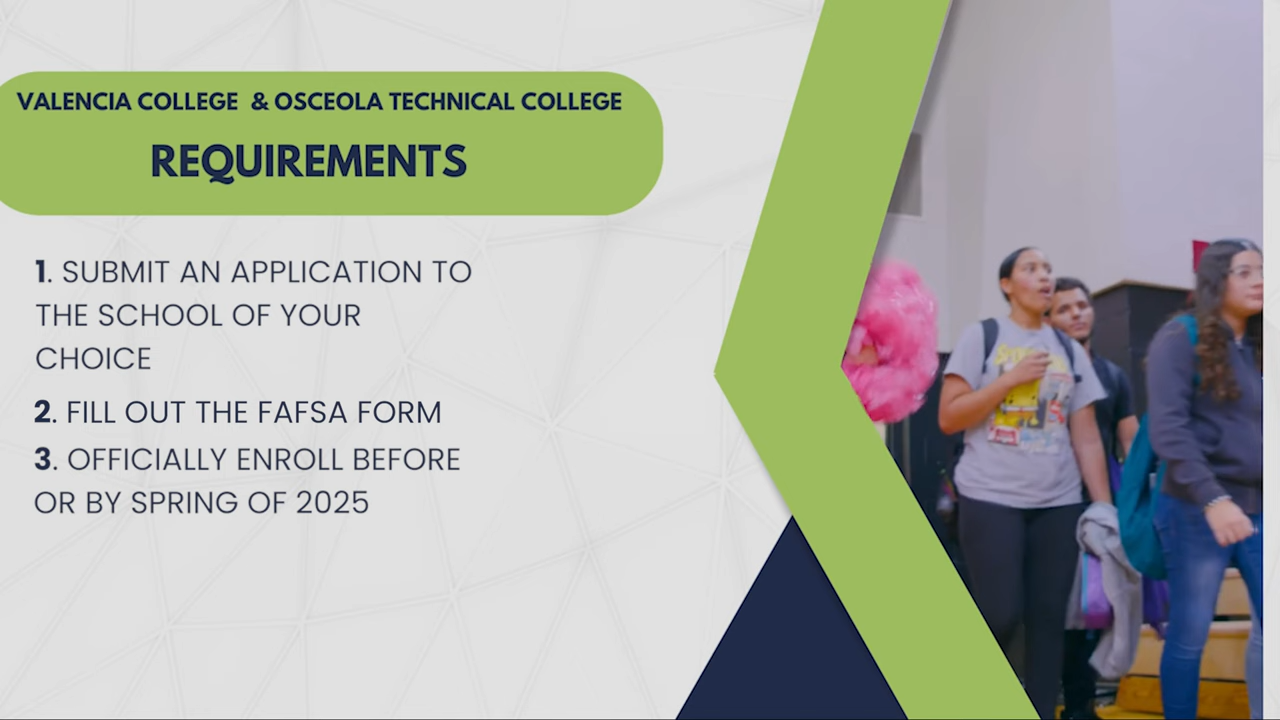 VALENCIA COLLEGE & OSCEOLA TECHNICAL COLLEGE
REQUIREMENTS
1. SUBMIT AN APPLICATION TO
THE SCHOOL OF YOUR
CHOICE
2. FILL OUT THE FAFSA FORM
3. OFFICIALLY ENROLL BEFORE
OR BY SPRING OF 2025